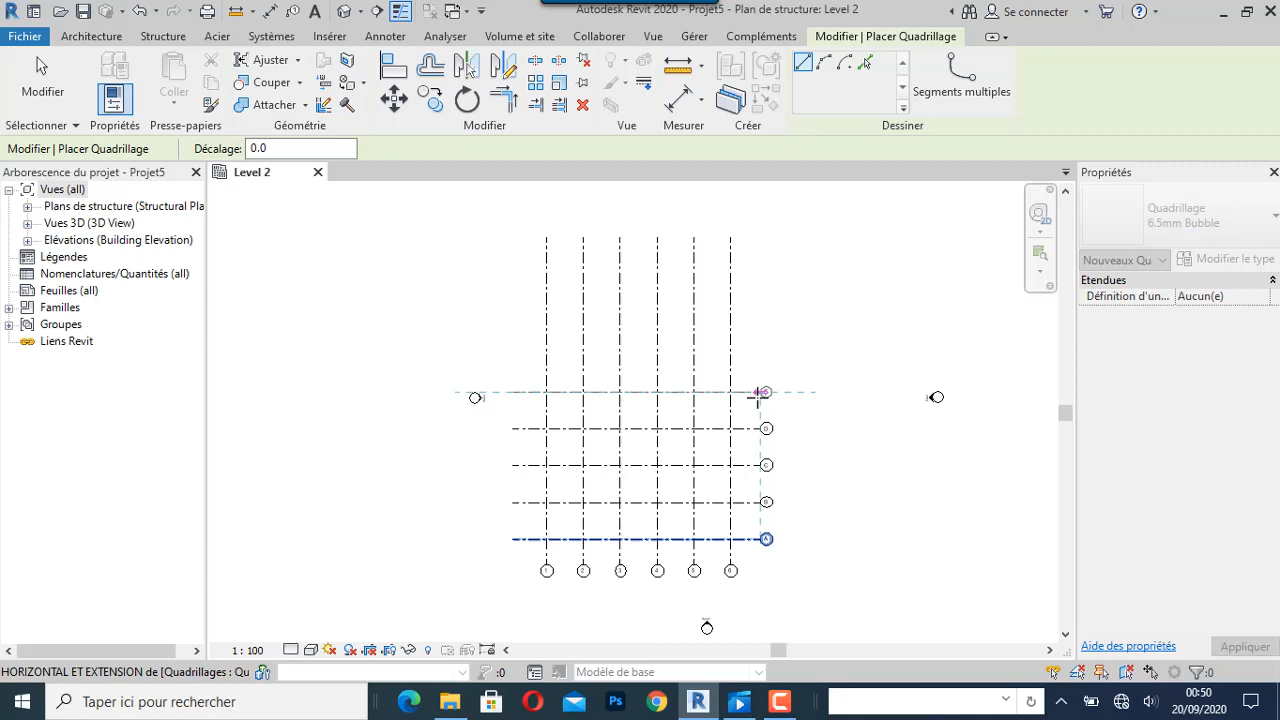 Autodesk Revit 2020 - Projet5 - Plan de structure: Level 2
Se connecter
Fichier Architecture Structure Acier Systèmes Insérer Annoter Analyser Volume et site Collaborer Vue Gérer Compléments Modifier | Placer Quadrillage
Modifier
Coller
Ajuster
Couper
Attacher
Segments multiples
Sélectionner Propriétés Presse-papiers Géométrie Modifier Vue Mesurer Créer Dessiner
Modifier | Placer Quadrillage Décalage: 0.0
Arborescence du projet - Projet5
Level 2
Propriétés
Vues (all)
Plans de structure (Structural Pla
Vues 3D (3D View)
Elévations (Building Elevation)
Légendes
Nomenclatures/Quantités (all)
Feuilles (all)
Familles
Groupes
Liens Revit
2D
Quadrillage
6.5mm Bubble
Nouveaux Qu. Modifier le type
Etendues
Définition d'un... Aucun(e)
D
C
B
A
1 2 3 4 5 6
1 : 100
Aide des propriétés Appliquer
HORIZONTAL ET EXTENSION de [Quadrillages : Qu
:0
Modèle de base
:0
Taper ici pour rechercher
00:50
20/09/2020